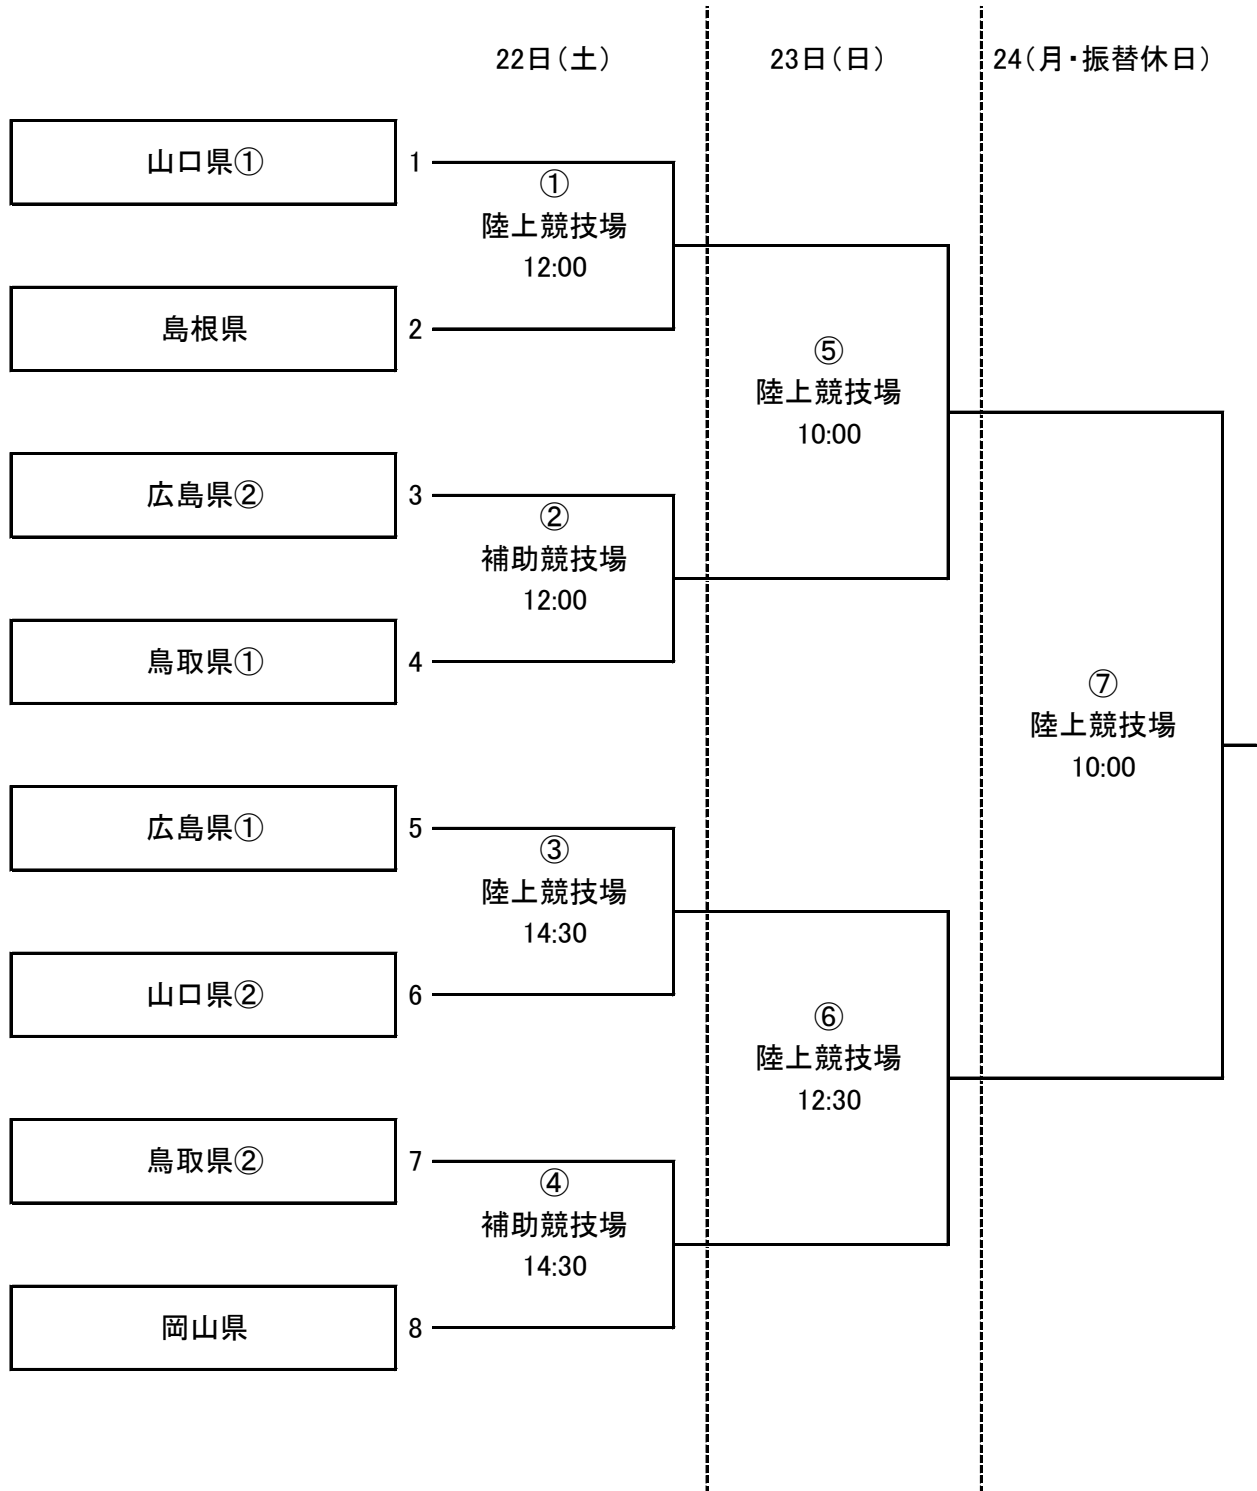 22日（土）
23日（日）
24（月・振替休日）
山口県① 1
①
陸上競技場
12:00
島根県 2
⑤
陸上競技場
10:00
広島県② 3
②
補助競技場
12:00
鳥取県① 4
⑦
陸上競技場
10:00
広島県① 5
③
陸上競技場
14:30
山口県② 6
⑥
陸上競技場
12:30
鳥取県② 7
④
補助競技場
14:30
岡山県 8